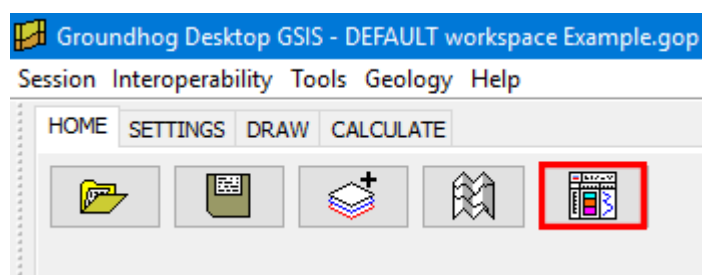 Groundhog Desktop GSIS - DEFAULT workspace Example.gop
Session Interoperability Tools Geology Help
HOME SETTINGS DRAW CALCULATE